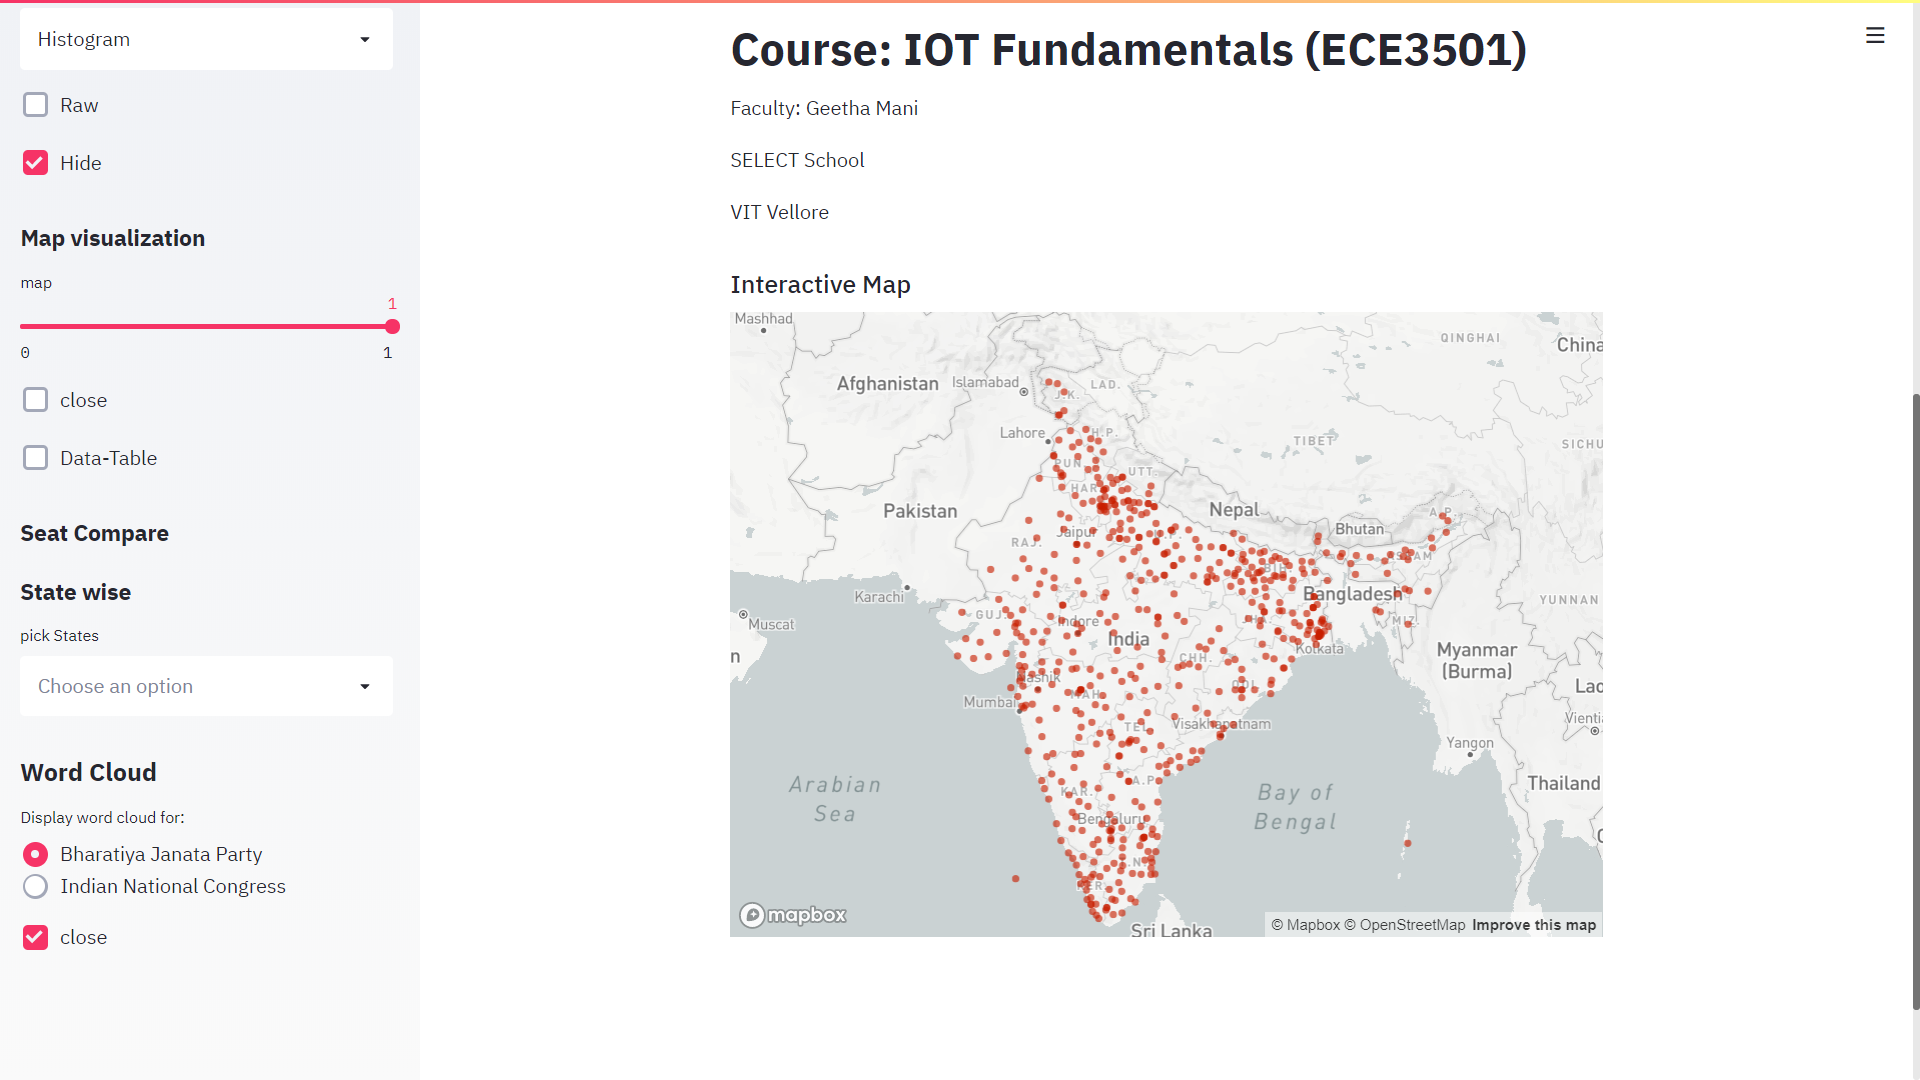 Histogram
Raw
Hide
Map visualization
map
1
0
1
close
Data-Table
Seat Compare
State wise
pick States
Choose an option
Word Cloud
Display word cloud for:
Bharatiya Janata Party
Indian National Congress
close
Course: IOT Fundamentals (ECE3501)
Faculty: Geetha Mani
SELECT School
VIT Vellore
Interactive Map
Mashhad
QINGHAI
China
Afghanistan
Islamabad
LAD.
J.K.
Lahore
H.P.
TIBET
SICHU
PUN
UTT.
HAR
Pakistan
Nepal
A.P.
Bhutan
Jaipur
RAJ.
ASSAM
BIH.
Karachi
Bangladesh
YUNNAN
GUJ.
Muscat
Indore
MIZ.
India
Kolkata
Myanmar
(Burma)
n
CHH.
Nashik
ODI.
Lao
MAH
Mumbai
TEL
Visakhapatnam
Vienti
Yangon
Arabian
Sea
A.P.
Thailand
KAR.
Bay of
Bengal
Bengaluru
.N.
KER.
mapbox
Sri Lanka
© Mapbox © OpenStreetMap Improve this map